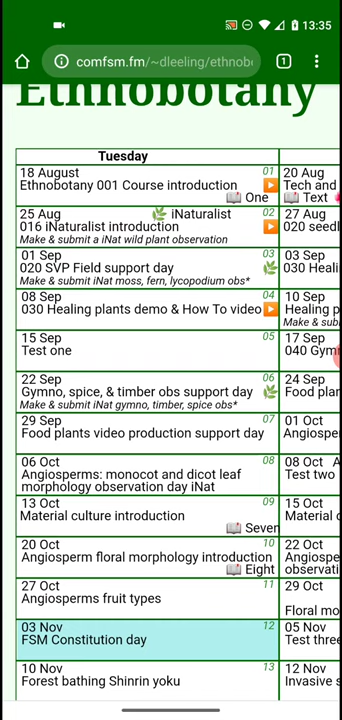 13:35
comfsm.fm/~dleeling/ethnob
1
Ethnobotany
Tuesday
18 August 01
Ethnobotany 001 Course introduction
One
20 Aug
Tech and
Text
25 Aug iNaturalist 02
016 iNaturalist introduction
Make & submit a iNat wild plant observation
27 Aug
020 seedl
01 Sep 03
020 SVP Field support day
Make & submit iNat moss, fern, lycopodium obs*
03 Sep
030 Heali
08 Sep 04
030 Healing plants demo & How To video
10 Sep
Healing p
Make & sub
15 Sep 05
Test one
17 Sep
040 Gym
22 Sep 06
Gymno, spice, & timber obs support day
Make & submit iNat gymno, timber, spice obs*
24 Sep
Food plan
29 Sep 07
Food plants video production support day
01 Oct
Angiospe
06 Oct 08
Angiosperms: monocot and dicot leaf
morphology observation day iNat
08 Oct A
Test two
13 Oct 09
Material culture introduction
Seven
15 Oct
Material c
20 Oct 10
Angiosperm floral morphology introduction
Eight
22 Oct
Angiospe
observati
27 Oct 11
Angiosperms fruit types
29 Oct
Floral mo
03 Nov 12
FSM Constitution day
05 Nov
Test three
10 Nov 13
Forest bathing Shinrin yoku
12 Nov
Invasive s